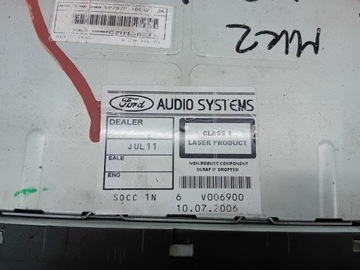 MK2
Ford AUDIO SYSTEMS
DEALER
CLASS 1
LASER PRODUCT
JUL11
SALE
END
NON-ROBUST COMPONENT
SCRAP IF DROPPED
SOCC 1N 6 V006900
10.07.2006